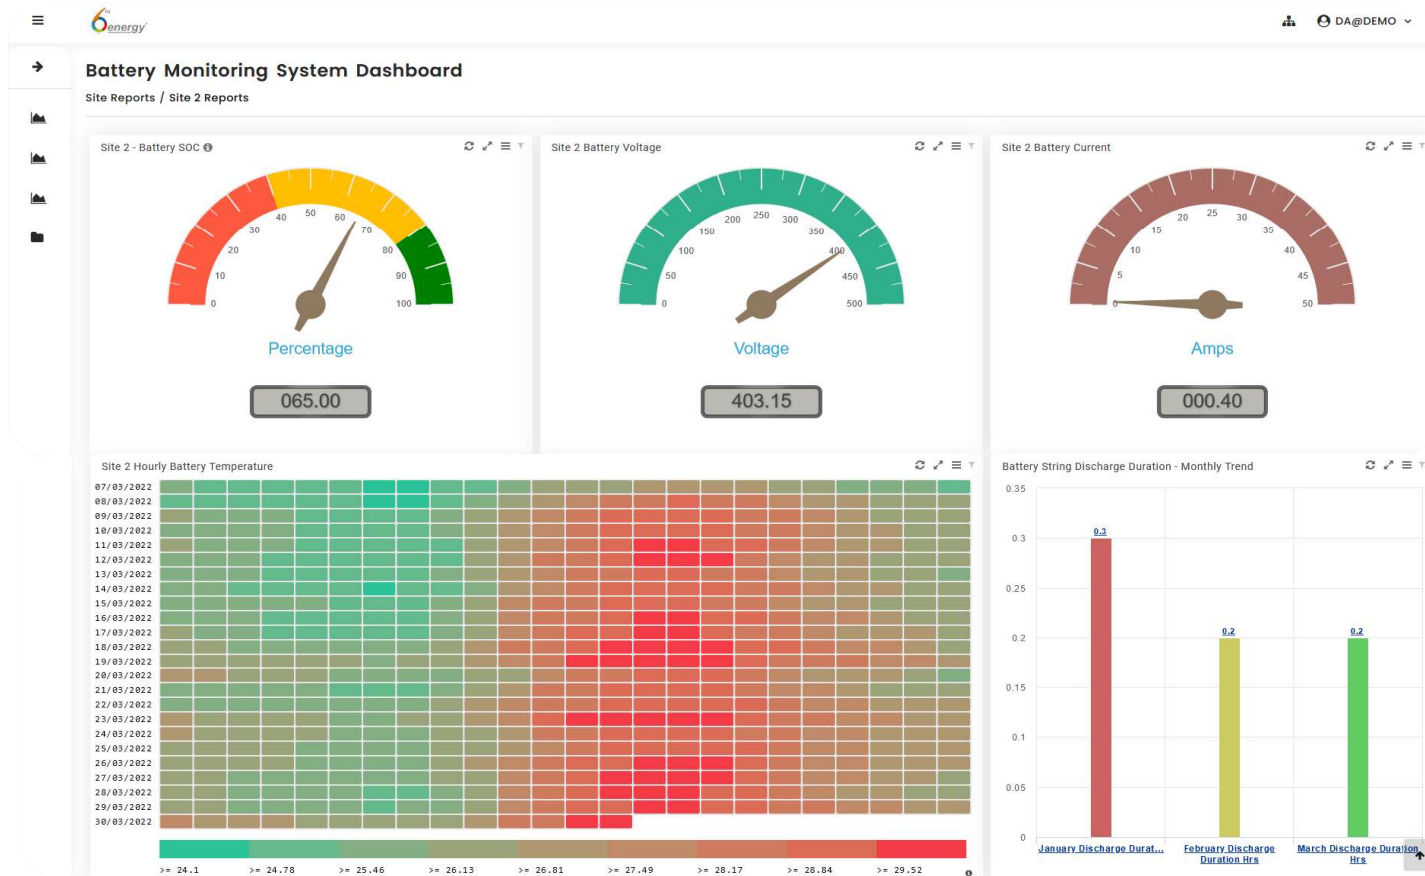 6TM energy
DA@DEMO
Battery Monitoring System Dashboard
Site Reports / Site 2 Reports
Site 2 - Battery SOC
0 10 20 30 40 50 60 70 80 90 100
Percentage
065.00
Site 2 Battery Voltage
0 50 100 150 200 250 300 350 400 450 500
Voltage
403.15
Site 2 Battery Current
0 5 10 15 20 25 30 35 40 45 50
Amps
000.40
Site 2 Hourly Battery Temperature
07/03/2022
08/03/2022
09/03/2022
10/03/2022
11/03/2022
12/03/2022
13/03/2022
14/03/2022
15/03/2022
16/03/2022
17/03/2022
18/03/2022
19/03/2022
20/03/2022
21/03/2022
22/03/2022
23/03/2022
24/03/2022
25/03/2022
26/03/2022
27/03/2022
28/03/2022
29/03/2022
30/03/2022
>= 24.1 >= 24.78 >= 25.46 >= 26.13 >= 26.81 >= 27.49 >= 28.17 >= 28.84 >= 29.52
Battery String Discharge Duration - Monthly Trend
0.35
0.3
0.25
0.2
0.15
0.1
0.05
0
0.3
0.2
0.2
January Discharge Durat...
February Discharge
Duration Hrs
March Discharge Duration
Hrs